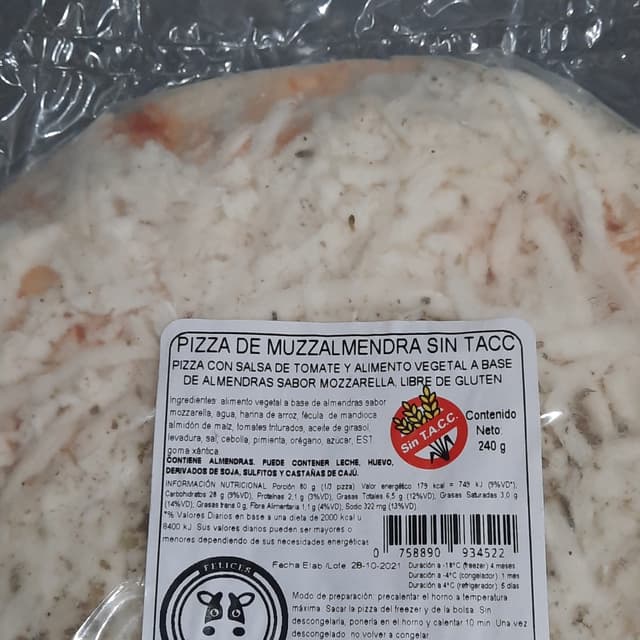 PIZZA DE MUZZALMENDRA SIN TACC
PIZZA CON SALSA DE TOMATE Y ALIMENTO VEGETAL A BASE
DE ALMENDRAS SABOR MOZZARELLA, LIBRE DE GLUTEN
Ingredientes: alimento vegetal a base de almendras sabor
mozzarella, agua, harina de arroz, fécula de mandioca
almidón de maíz, tomates triturados, aceite de girasol,
levadura, sal, cebolla, pimienta, orégano, azúcar, EST
goma xántica.
CONTIENE ALMENDRAS. PUEDE CONTENER LECHE, HUEVO,
DERIVADOS DE SOJA, SULFITOS Y CASTAÑAS DE CAJÚ.
Sin T.A.C.C.
Contenido
Neto:
240 g
INFORMACIÓN NUTRICIONAL Porción 80 g (1/3 pizza) Valor energético 179 kcal = 749 kJ (9%VD*);
Carbohidratos 28 g (9%VD), Proteínas 2,1 g (3%VD), Grasas Totales 6,5 g (12%VD), Grasas Saturadas 3,0 g
(14%VD), Grasas trans 0 g, Fibra Alimentaria 1,1 g (4%VD), Sodio 322 mg (13%VD)
*% Valores Diarios en base a una dieta de 2000 kcal u
8400 kJ. Sus valores diarios pueden ser mayores o
menores dependiendo de sus necesidades energéticas
0 758890 934522
Fecha Elab./Lote: 28-10-2021
Duración a -18°C (freezer) 4 meses
Duración a -4°C (congelador) 1 mes
Duración a 4°C (refrigerador) 5 días
FELICES
Modo de preparación: precalentar el horno a temperatura
máxima. Sacar la pizza del freezer y de la bolsa. Sin
descongelarla, ponerla en el horno y calentar 10 min. Una vez
descongelado no volver a congelar